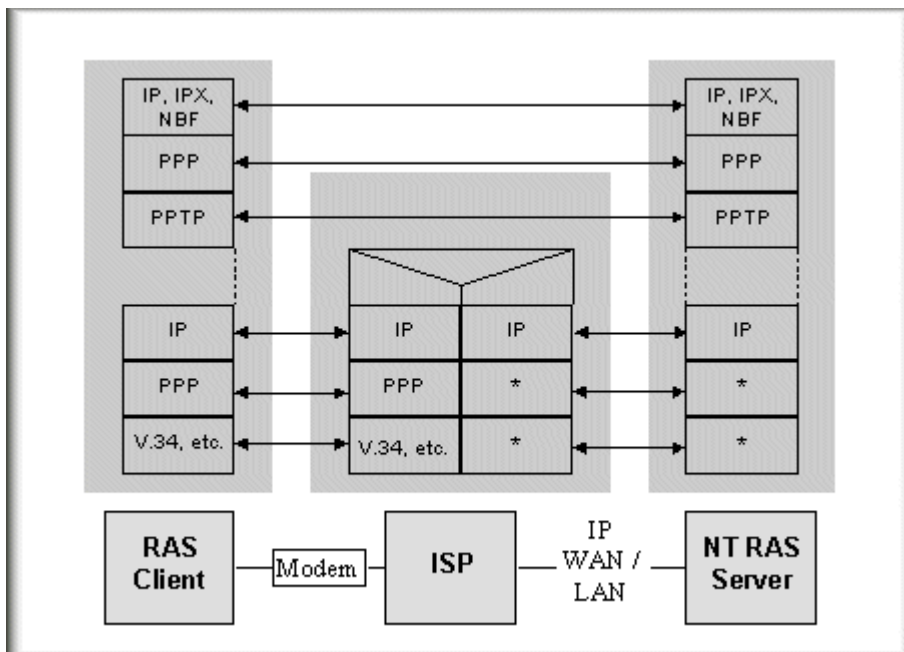 IP, IPX,
NBF
IP, IPX,
NBF
PPP
PPP
PPTP
PPTP
IP
IP
IP
IP
PPP
PPP
*
*
V.34, etc.
V.34, etc.
*
*
RAS
Client
Modem
ISP
IP
WAN /
LAN
NT RAS
Server